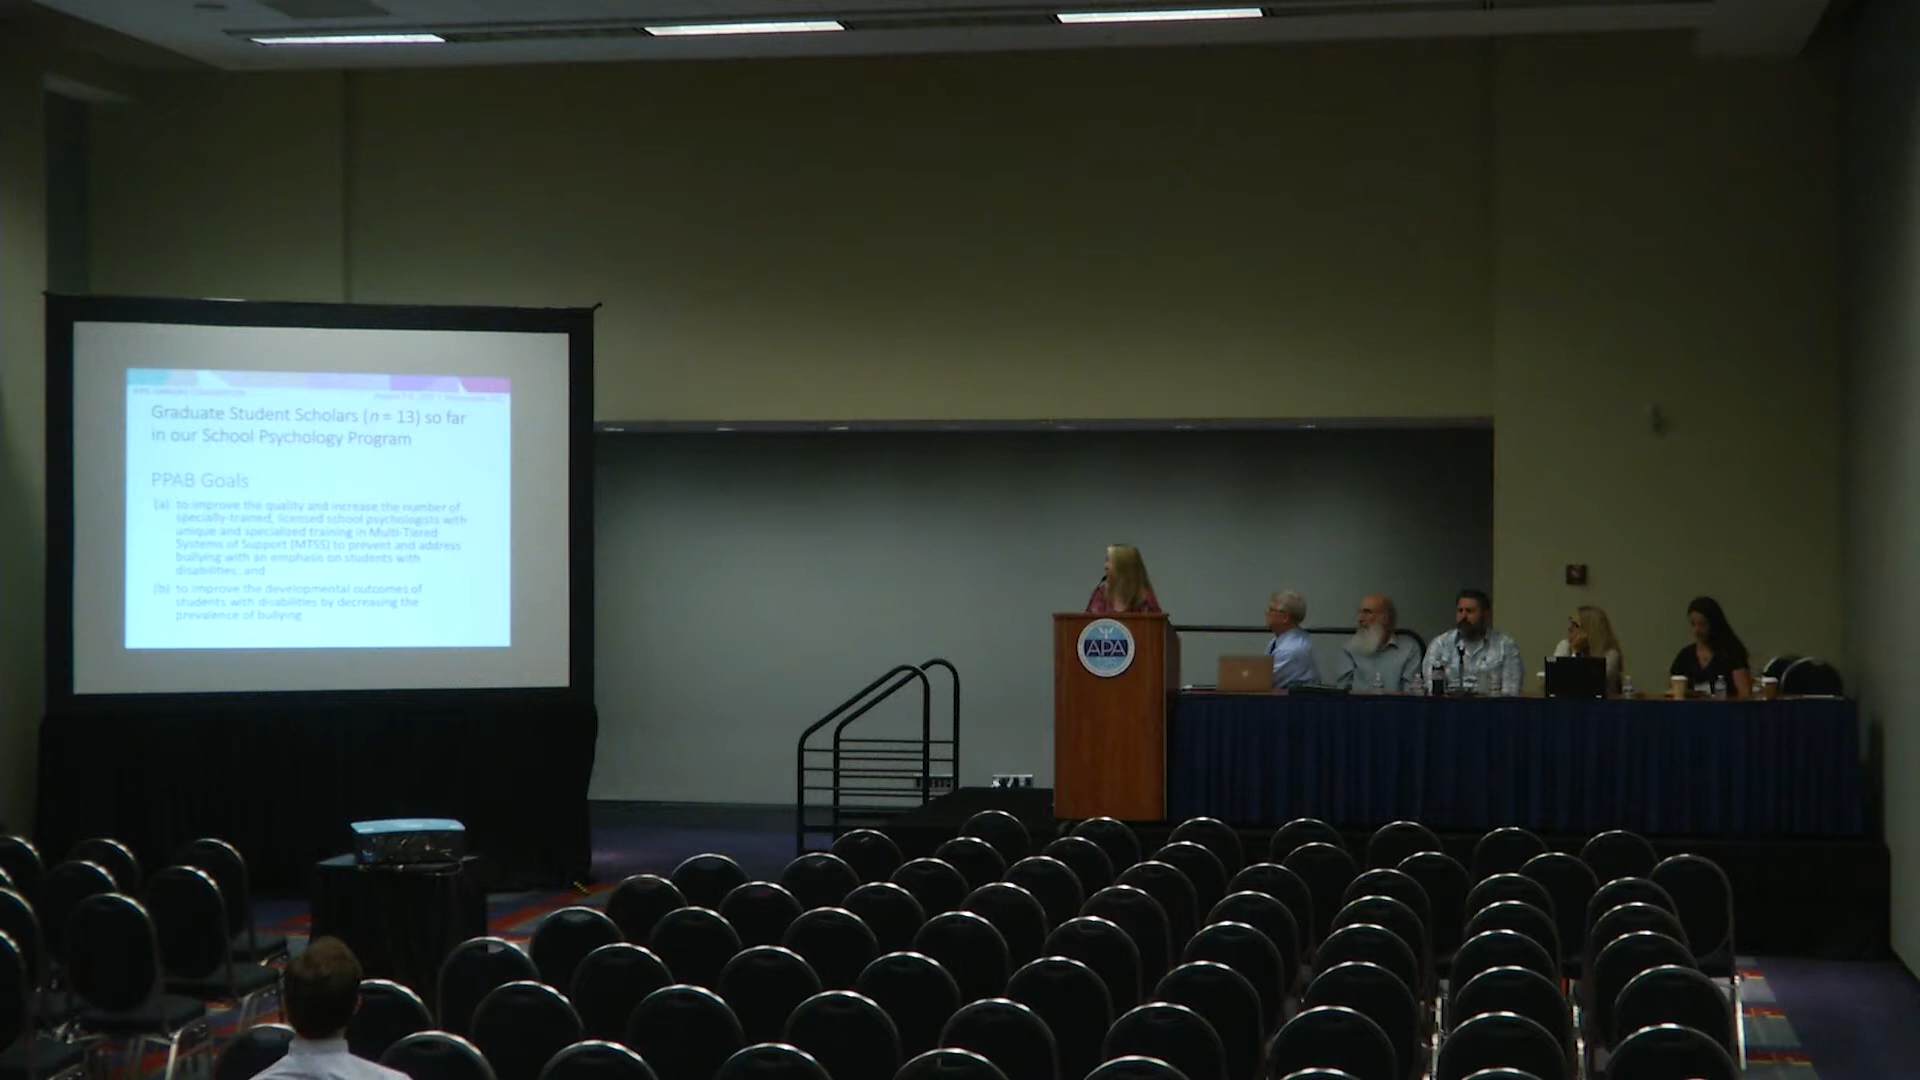 APA ANNUAL CONVENTION
Graduate Student Scholars (n = 13) so far
in our School Psychology Program
PPAB Goals
(a) to improve the quality and increase the number of
specially-trained, licensed school psychologists with
unique and specialized training in Multi-Tiered
Systems of Support (MTSS) to prevent and address
bullying with an emphasis on students with
disabilities; and
(b) to improve the developmental outcomes of
students with disabilities by decreasing the
prevalence of bullying
APA